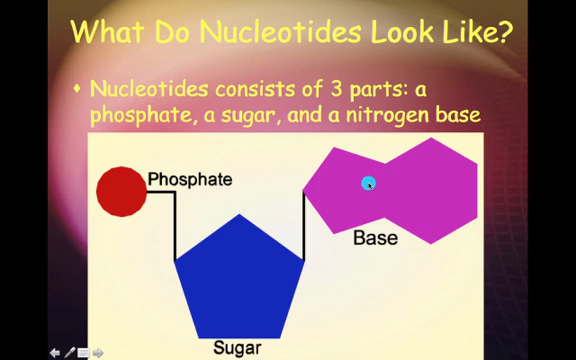 What Do Nucleotides Look Like?
Nucleotides consists of 3 parts: a
phosphate, a sugar, and a nitrogen base
Phosphate
Base
Sugar